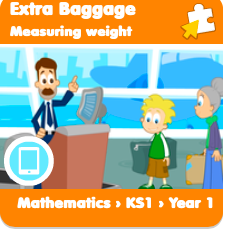 Extra Baggage
Measuring weight
Mathematics › KS1 › Year 1